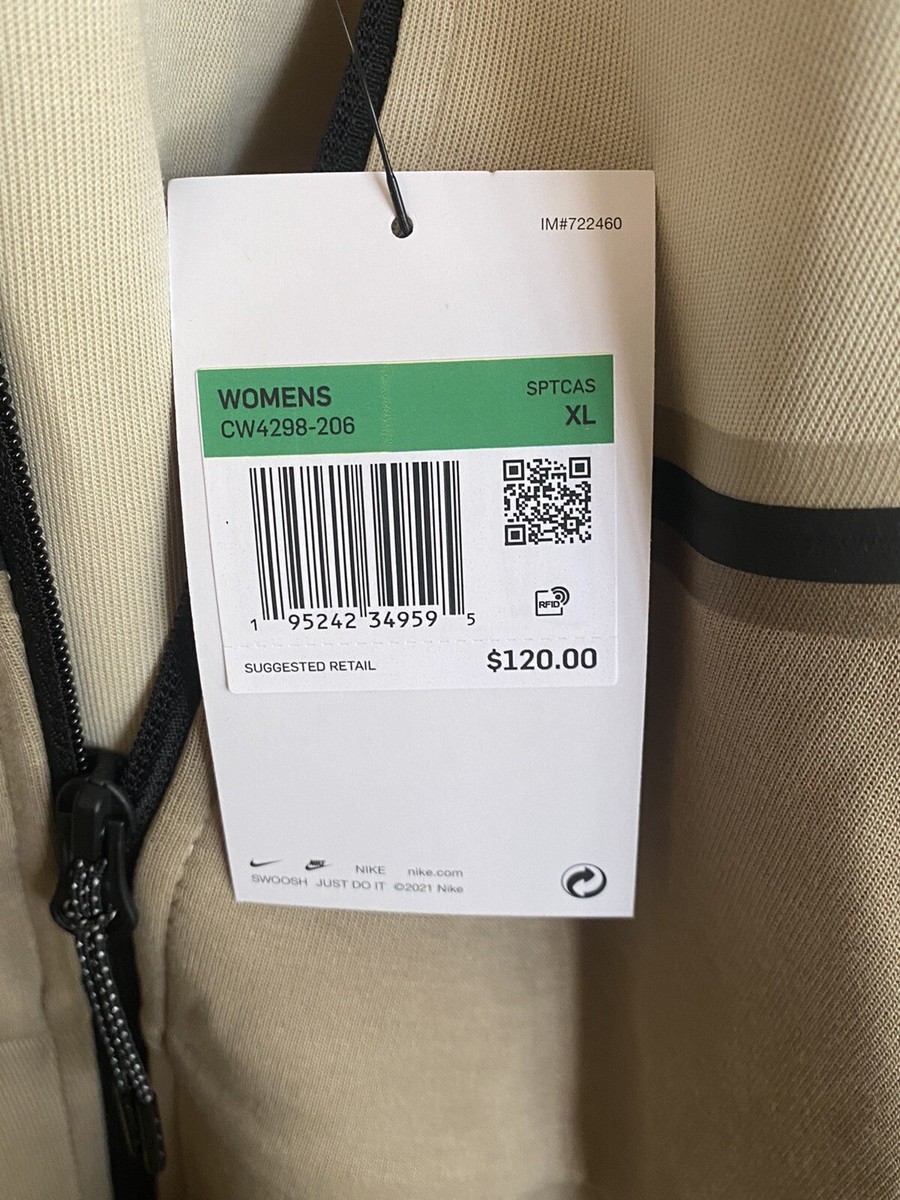 IM#722460
WOMENS
SPTCAS
CW4298-206
XL
RFID
1 95242 34959 5
SUGGESTED RETAIL $120.00
NIKE nike.com
SWOOSH JUST DO IT ©2021 Nike